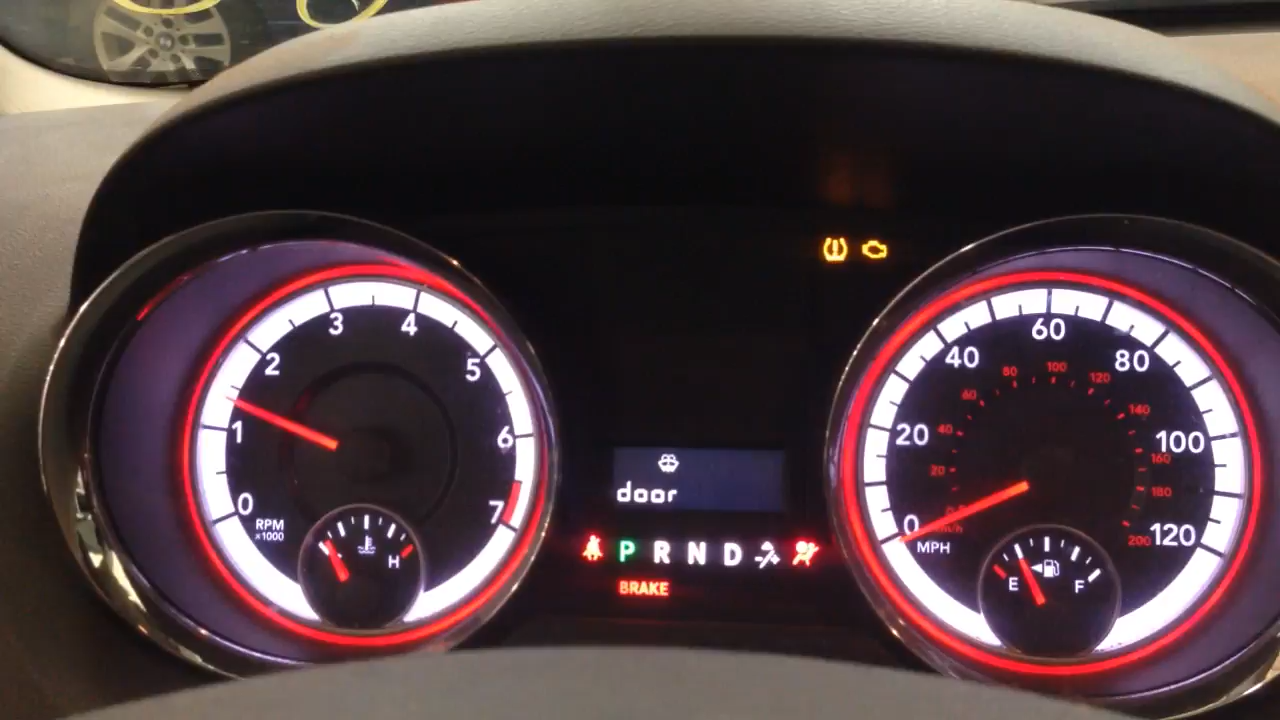 0 1 2 3 4 5 6 7
RPM
×1000
H
door
P R N D
BRAKE
0 20 40 60 80 100 120
20 40 60 80 100 120 140 160 180 200
km/h
MPH
E F